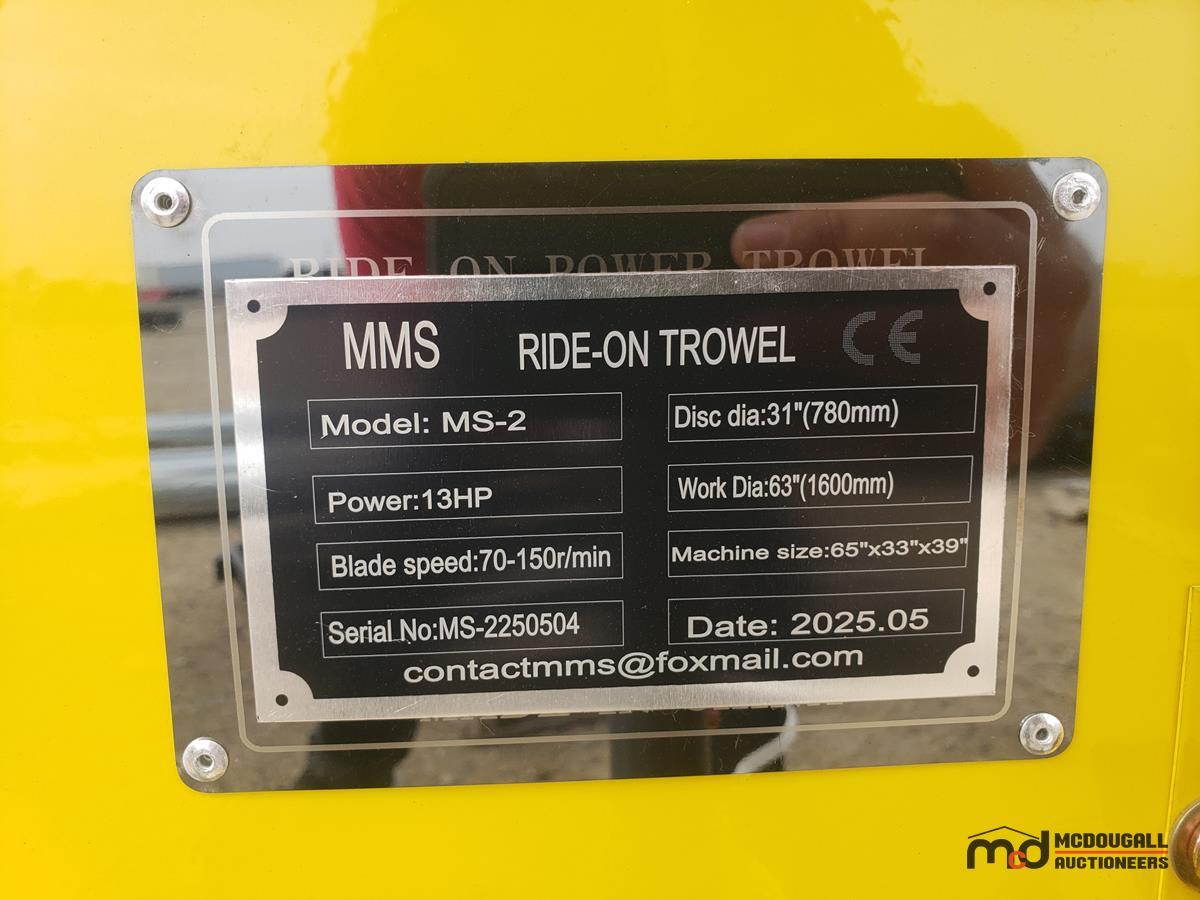 RIDE ON POWER TROWEL
MMS RIDE-ON TROWEL CE
Model: MS-2
Disc dia:31"(780mm)
Power:13HP
Work Dia:63"(1600mm)
Blade speed:70-150r/min
Machine size:65"x33"x39"
Serial No:MS-2250504
Date: 2025.05
contactmms@foxmail.com
mcd MCDOUGALL
AUCTIONEERS